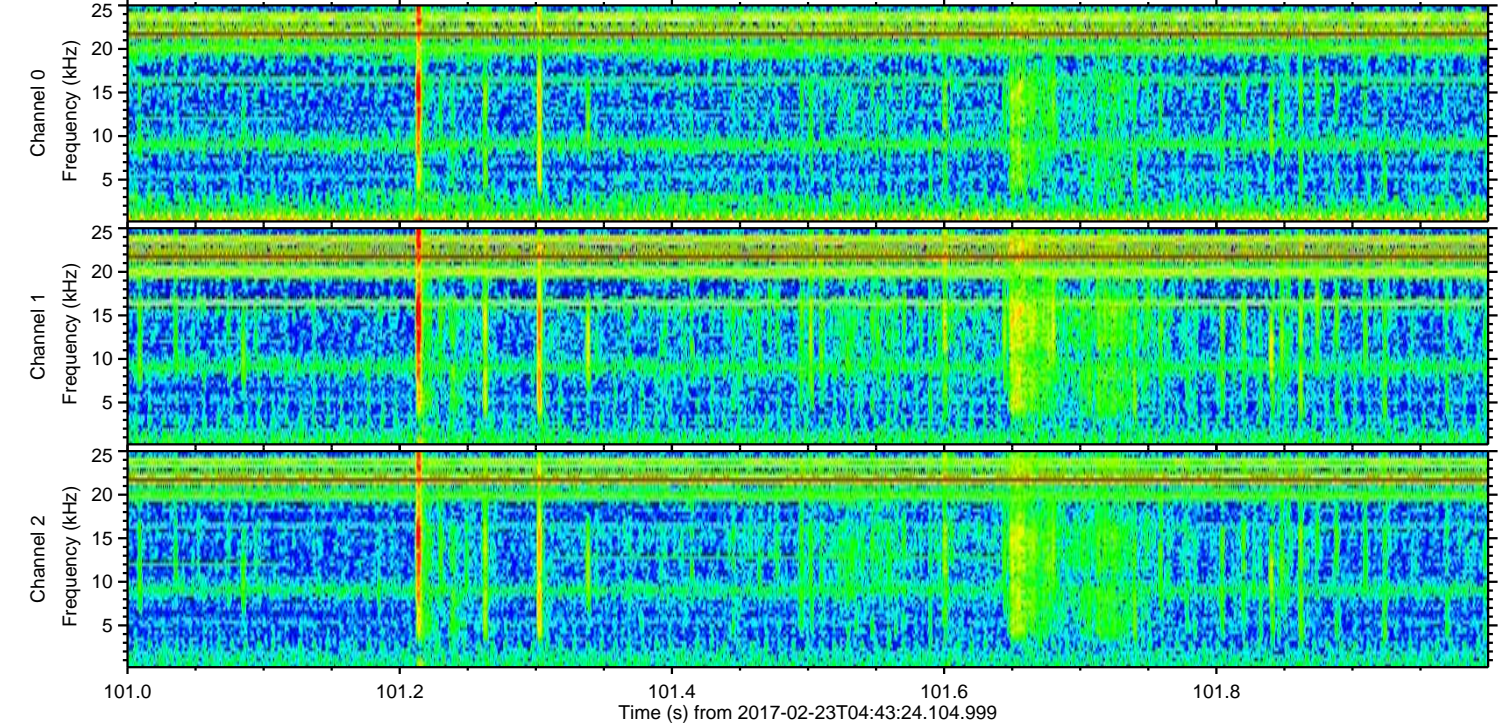 Channel 0
Frequency (kHz)
25
20
15
10
5
Channel 1
Frequency (kHz)
25
20
15
10
5
Channel 2
Frequency (kHz)
25
20
15
10
5
101.0 101.2 101.4 101.6 101.8
Time (s) from 2017-02-23T04:43:24.104.999